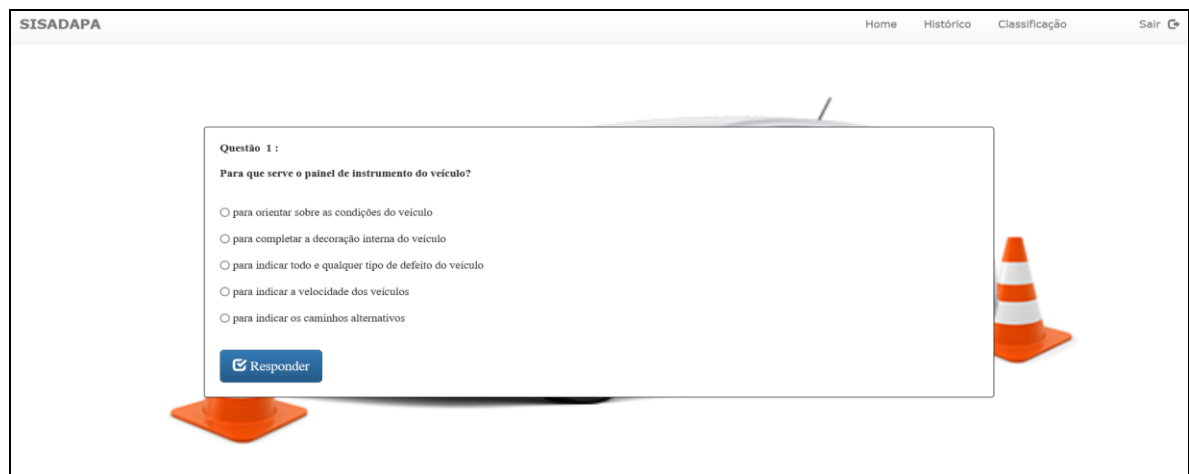 SISADAPA
Home Histórico Classificação Sair
Questão 1 :
Para que serve o painel de instrumento do veículo?
para orientar sobre as condições do veículo
para completar a decoração interna do veículo
para indicar todo e qualquer tipo de defeito do veículo
para indicar a velocidade dos veículos
para indicar os caminhos alternativos
Responder